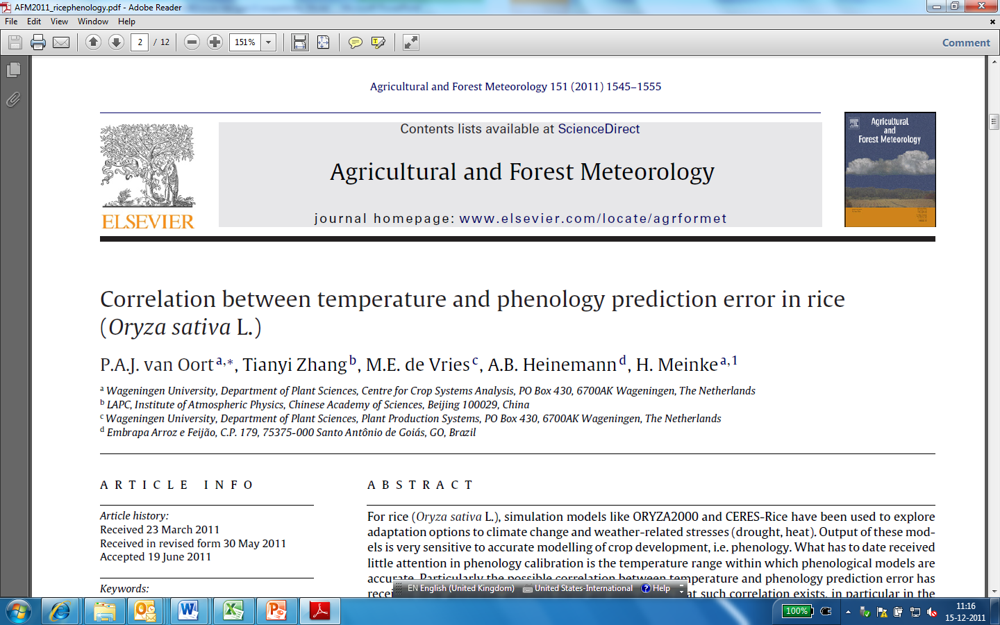 AFM2011_ricephenology.pdf - Adobe Reader
File Edit View Window Help
2 / 12 151% Comment
Agricultural and Forest Meteorology 151 (2011) 1545–1555
Contents lists available at ScienceDirect
Agricultural and Forest Meteorology
journal homepage: www.elsevier.com/locate/agrformet
NON SOLUS
ELSEVIER
Agricultural
and
Forest Meteorology
Correlation between temperature and phenology prediction error in rice
(Oryza sativa L.)
P.A.J. van Oort a,*, Tianyi Zhang b, M.E. de Vries c, A.B. Heinemann d, H. Meinke a,1
a Wageningen University, Department of Plant Sciences, Centre for Crop Systems Analysis, PO Box 430, 6700AK Wageningen, The Netherlands
b LAPC, Institute of Atmospheric Physics, Chinese Academy of Sciences, Beijing 100029, China
c Wageningen University, Department of Plant Sciences, Plant Production Systems, PO Box 430, 6700AK Wageningen, The Netherlands
d Embrapa Arroz e Feijão, C.P. 179, 75375-000 Santo Antônio de Goiás, GO, Brazil
ARTICLE INFO
Article history:
Received 23 March 2011
Received in revised form 30 May 2011
Accepted 19 June 2011
Keywords:
ABSTRACT
For rice (Oryza sativa L.), simulation models like ORYZA2000 and CERES-Rice have been used to explore
adaptation options to climate change and weather-related stresses (drought, heat). Output of these mod-
els is very sensitive to accurate modelling of crop development, i.e. phenology. What has to date received
little attention in phenology calibration is the temperature range within which phenological models are
accurate. Particularly the possible correlation between temperature and phenology prediction error has
such correlation exists, in particular in the
EN English (United Kingdom) United States-International Help
100%
11:16
15-12-2011